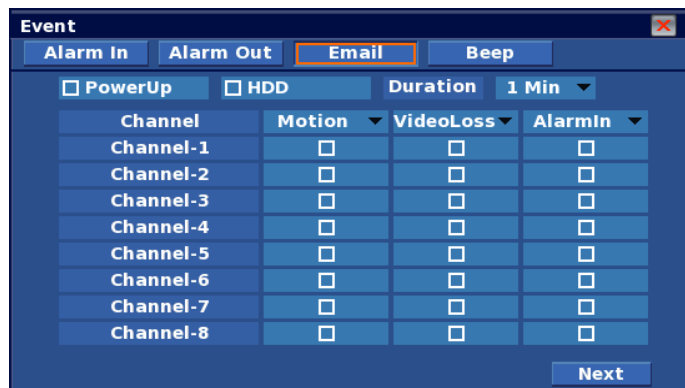 Event
Alarm In Alarm Out Email Beep
PowerUp HDD Duration 1 Min
Channel Motion VideoLoss AlarmIn
Channel-1
Channel-2
Channel-3
Channel-4
Channel-5
Channel-6
Channel-7
Channel-8
Next